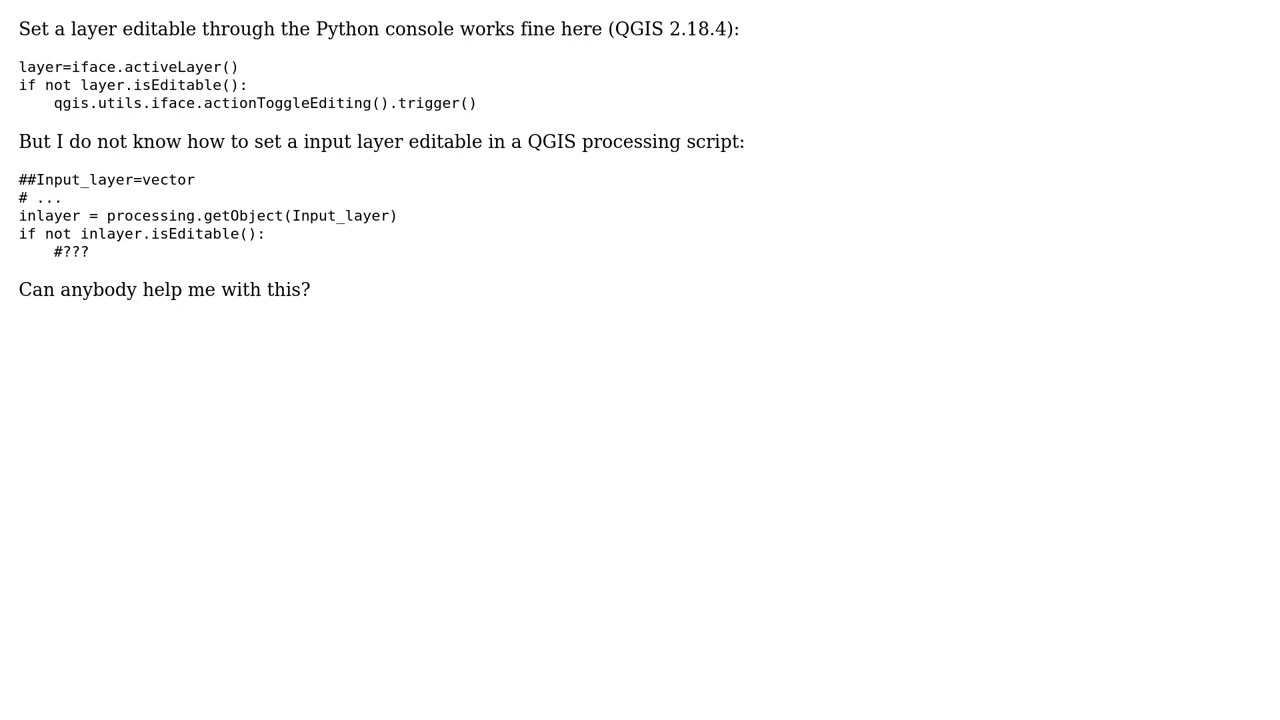 Set a layer editable through the Python console works fine here (QGIS 2.18.4):
layer=iface.activeLayer()
if not layer.isEditable():
    qgis.utils.iface.actionToggleEditing().trigger()
But I do not know how to set a input layer editable in a QGIS processing script:
##Input_layer=vector
# ...
inlayer = processing.getObject(Input_layer)
if not inlayer.isEditable():
    #???
Can anybody help me with this?